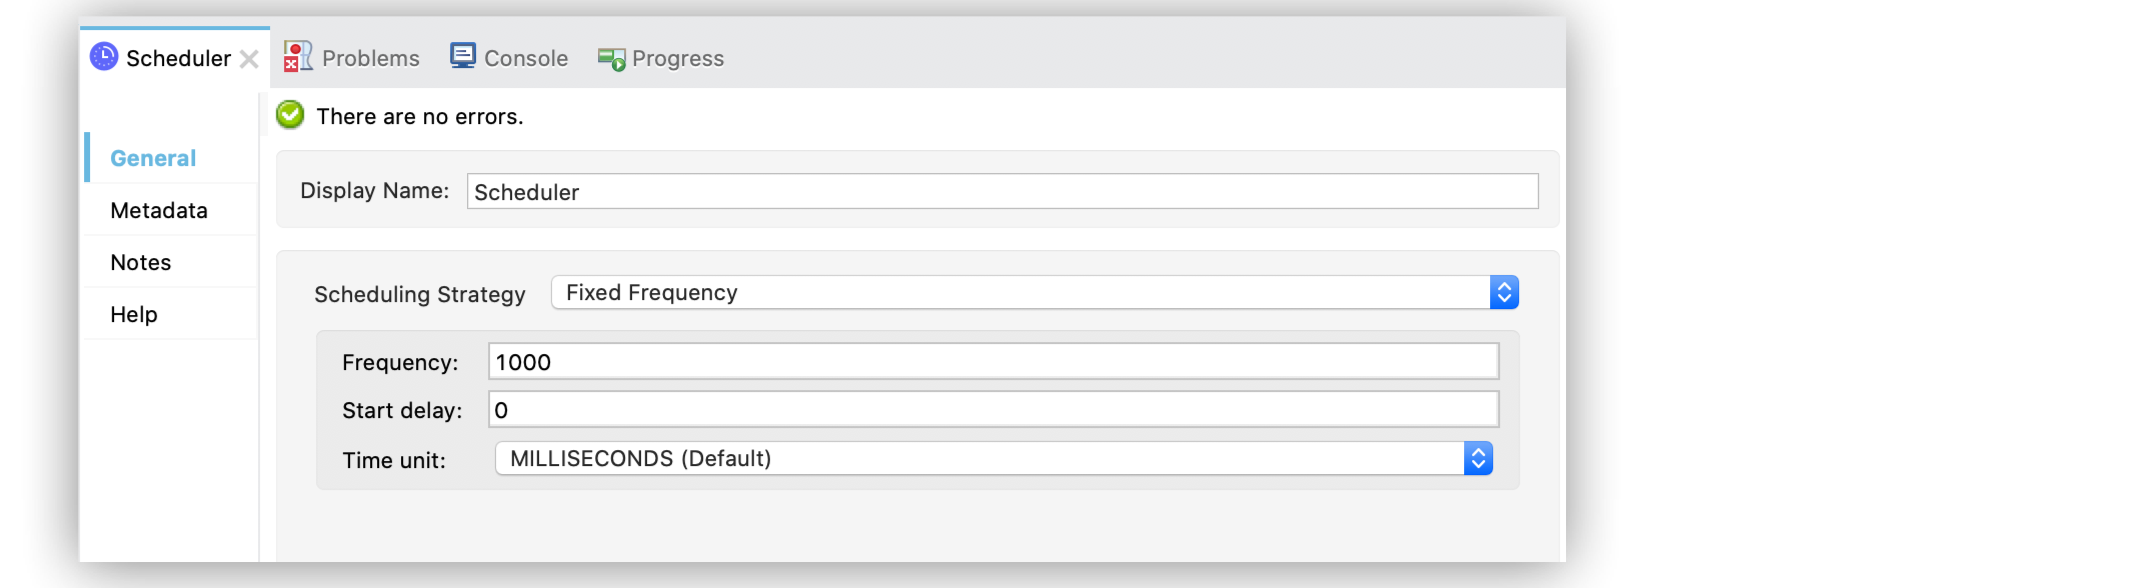 Scheduler Problems Console Progress
There are no errors.
General
Metadata
Notes
Help
Display Name: Scheduler
Scheduling Strategy Fixed Frequency
Frequency: 1000
Start delay: 0
Time unit: MILLISECONDS (Default)